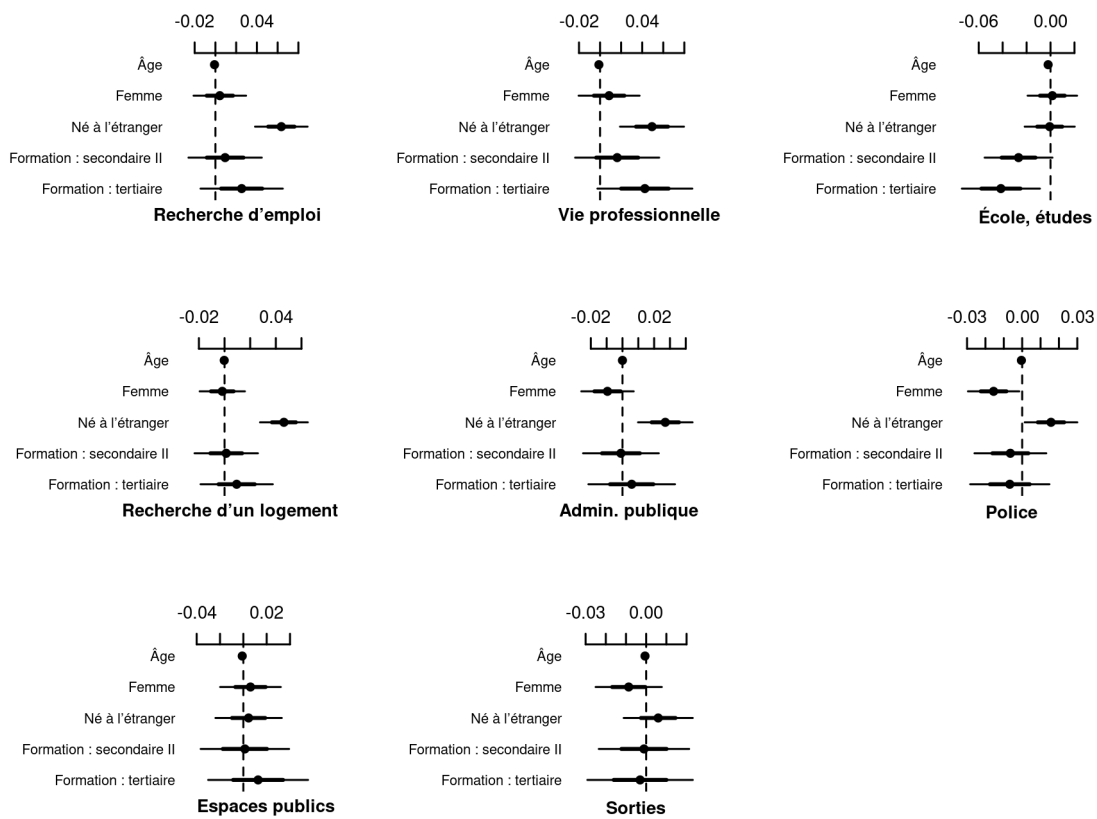 -0.02 0.04
Âge
Femme
Né à l'étranger
Formation : secondaire II
Formation : tertiaire
Recherche d'emploi
-0.02 0.04
Âge
Femme
Né à l'étranger
Formation : secondaire II
Formation : tertiaire
Vie professionnelle
-0.06 0.00
Âge
Femme
Né à l'étranger
Formation : secondaire II
Formation : tertiaire
École, études
-0.02 0.04
Âge
Femme
Né à l'étranger
Formation : secondaire II
Formation : tertiaire
Recherche d'un logement
-0.02 0.02
Âge
Femme
Né à l'étranger
Formation : secondaire II
Formation : tertiaire
Admin. publique
-0.03 0.00 0.03
Âge
Femme
Né à l'étranger
Formation : secondaire II
Formation : tertiaire
Police
-0.04 0.02
Âge
Femme
Né à l'étranger
Formation : secondaire II
Formation : tertiaire
Espaces publics
-0.03 0.00
Âge
Femme
Né à l'étranger
Formation : secondaire II
Formation : tertiaire
Sorties